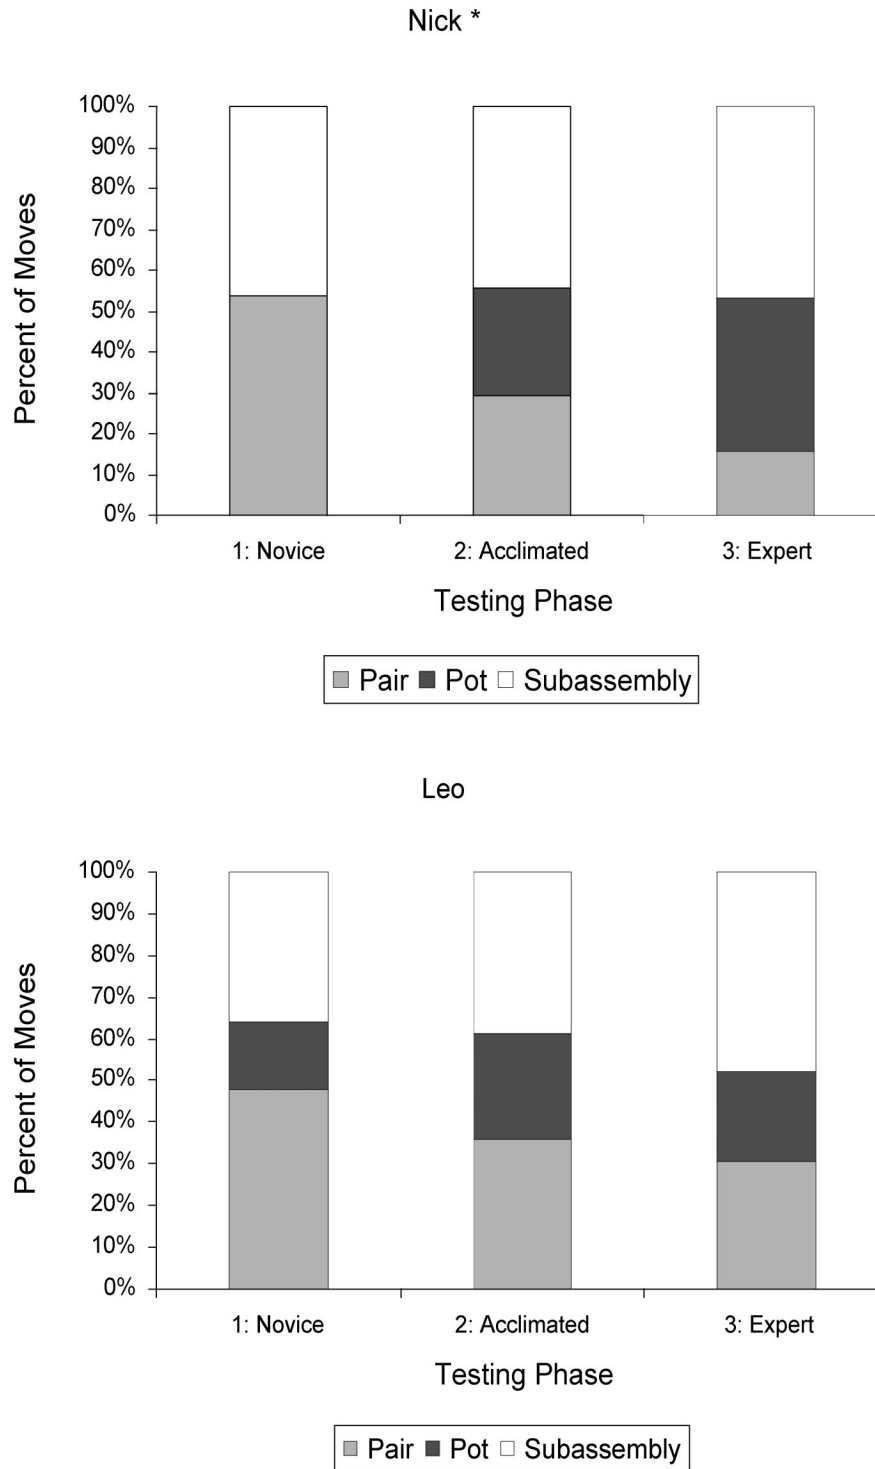 Nick *
Percent of Moves
100%
90%
80%
70%
60%
50%
40%
30%
20%
10%
0%
1: Novice 2: Acclimated 3: Expert
Testing Phase
Pair Pot Subassembly
Leo
Percent of Moves
100%
90%
80%
70%
60%
50%
40%
30%
20%
10%
0%
1: Novice 2: Acclimated 3: Expert
Testing Phase
Pair Pot Subassembly